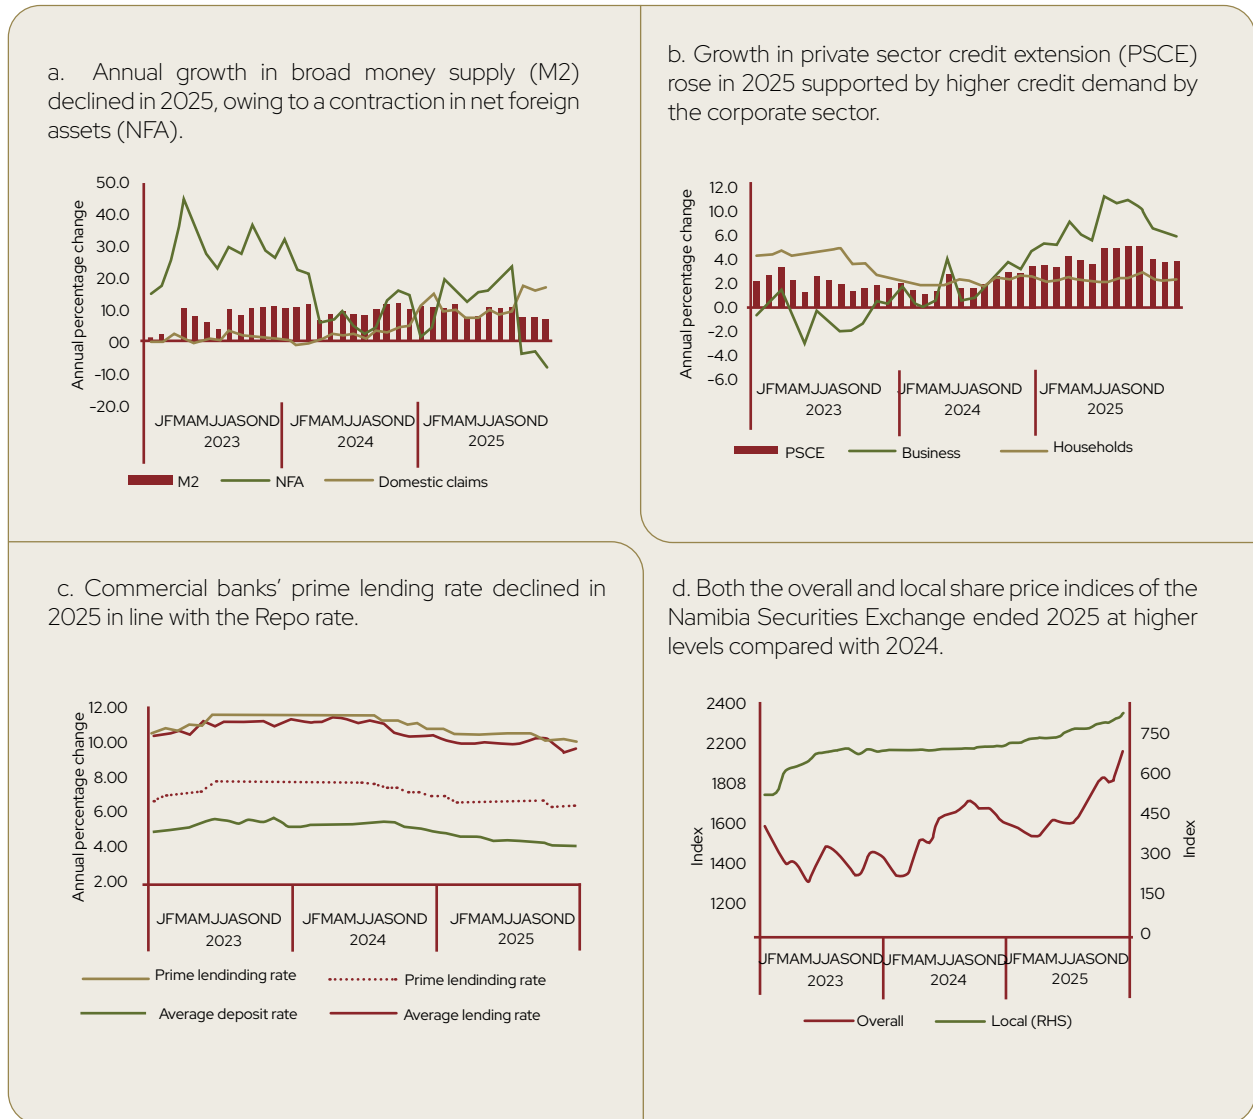 a. Annual growth in broad money supply (M2)
declined in 2025, owing to a contraction in net foreign
assets (NFA).
Annual percentage change
50.0
40.0
30.0
20.0
10.0
00
-10.0
-20.0
JFMAMJJASOND
2023
JFMAMJJASOND
2024
JFMAMJJASOND
2025
M2
NFA
Domestic claims
b. Growth in private sector credit extension (PSCE)
rose in 2025 supported by higher credit demand by
the corporate sector.
Annual percentage change
12.0
10.0
6.0
4.0
2.0
0.0
-2.0
-4.0
-6.0
JFMAMJJASOND
2023
JFMAMJJASOND
2024
JFMAMJJASOND
2025
PSCE
Business
Households
c. Commercial banks' prime lending rate declined in
2025 in line with the Repo rate.
Annual percentage change
12.00
10.00
8.00
6.00
4.00
2.00
JFMAMJJASOND
2023
JFMAMJJASOND
2024
JFMAMJJASOND
2025
Prime lendinding rate
Prime lendinding rate
Average deposit rate
Average lending rate
d. Both the overall and local share price indices of the
Namibia Securities Exchange ended 2025 at higher
levels compared with 2024.
Index
2400
2200
1808
1600
1400
1200
750
600
450
300
150
0
Index
JFMAMJJASOND
2023
JFMAMJJASOND
2024
JFMAMJJASOND
2025
Overall
Local (RHS)